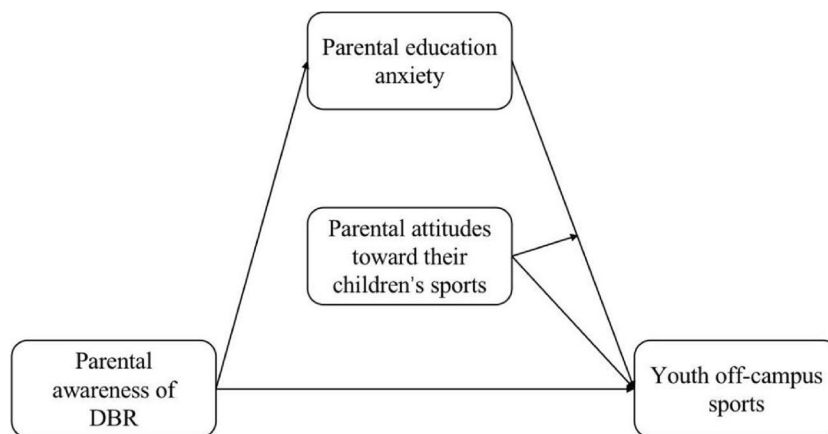 Parental education
anxiety
Parental attitudes
toward their
children's sports
Parental
awareness of
DBR
Youth off-campus
sports